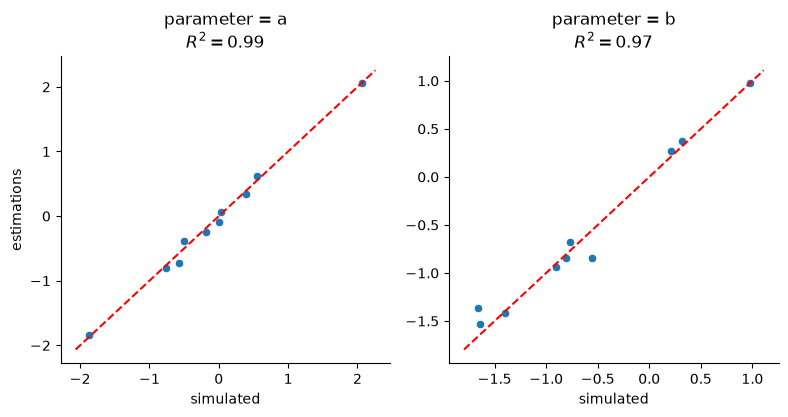 parameter = a
R² = 0.99
estimations
2
1
0
−1
−2
−2 −1 0 1 2
simulated
parameter = b
R² = 0.97
1.0
0.5
0.0
−0.5
−1.0
−1.5
−1.5 −1.0 −0.5 0.0 0.5 1.0
simulated